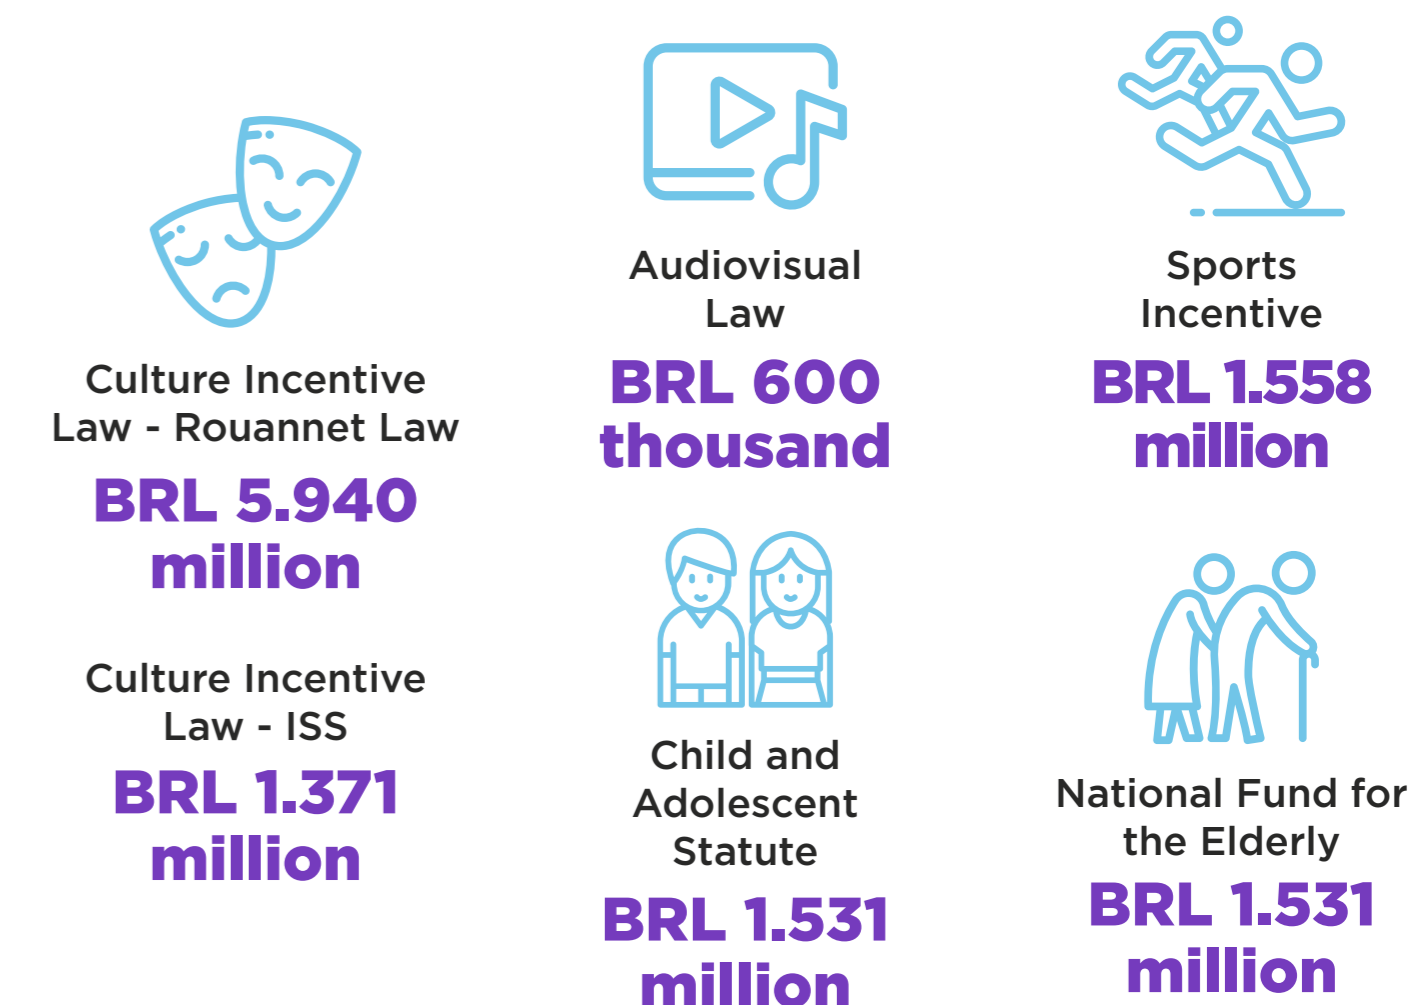 Culture Incentive
Law - Rouannet Law
BRL 5.940
million
Culture Incentive
Law - ISS
BRL 1.371
million
Audiovisual
Law
BRL 600
thousand
Child and
Adolescent
Statute
BRL 1.531
million
Sports
Incentive
BRL 1.558
million
National Fund for
the Elderly
BRL 1.531
million